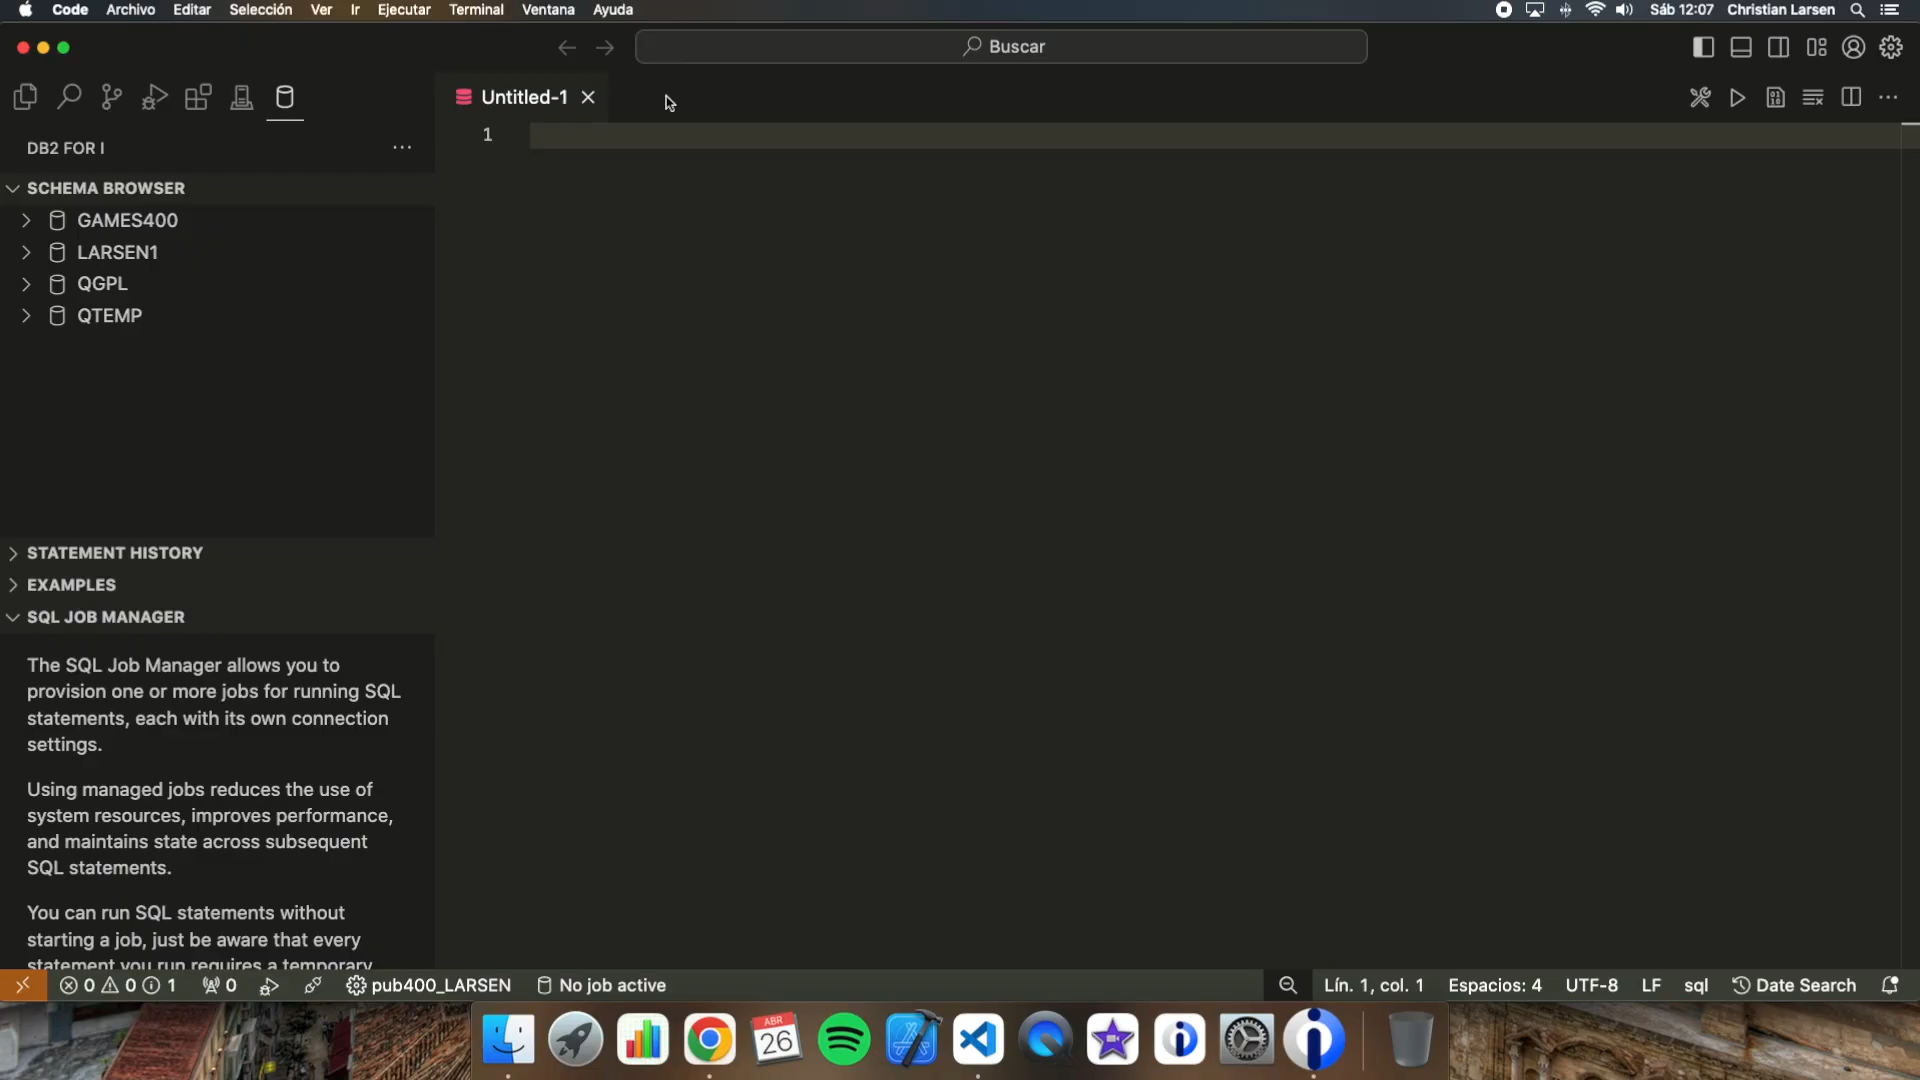 Code Archivo Editar Selección Ver Ir Ejecutar Terminal Ventana Ayuda Sáb 12:07 Christian Larsen
Buscar
Untitled-1
DB2 FOR I
1
SCHEMA BROWSER
GAMES400
LARSEN1
QGPL
QTEMP
STATEMENT HISTORY
EXAMPLES
SQL JOB MANAGER
The SQL Job Manager allows you to
provision one or more jobs for running SQL
statements, each with its own connection
settings.
Using managed jobs reduces the use of
system resources, improves performance,
and maintains state across subsequent
SQL statements.
You can run SQL statements without
starting a job, just be aware that every
statement you run requires a temporary
0 0 1 0 pub400_LARSEN No job active Lín. 1, col. 1 Espacios: 4 UTF-8 LF sql Date Search
ABR
26